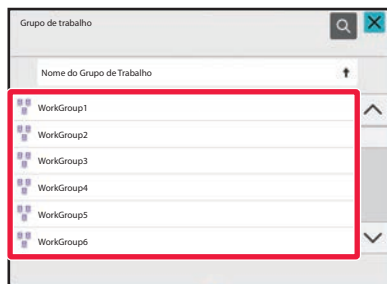 Grupo de trabalho
Nome do Grupo de Trabalho
WorkGroup1
WorkGroup2
WorkGroup3
WorkGroup4
WorkGroup5
WorkGroup6